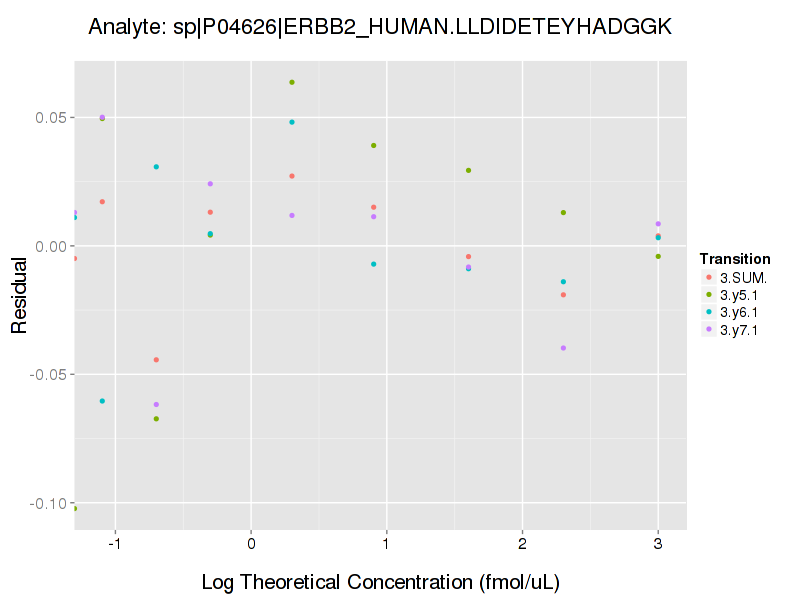 Analyte: sp|P04626|ERBB2_HUMAN.LLDIDETEYHADGGK
0.05
0.00
-0.05
-0.10
Residual
-1
0
1
2
3
Log Theoretical Concentration (fmol/uL)
Transition
3.SUM.
3.y5.1
3.y6.1
3.y7.1